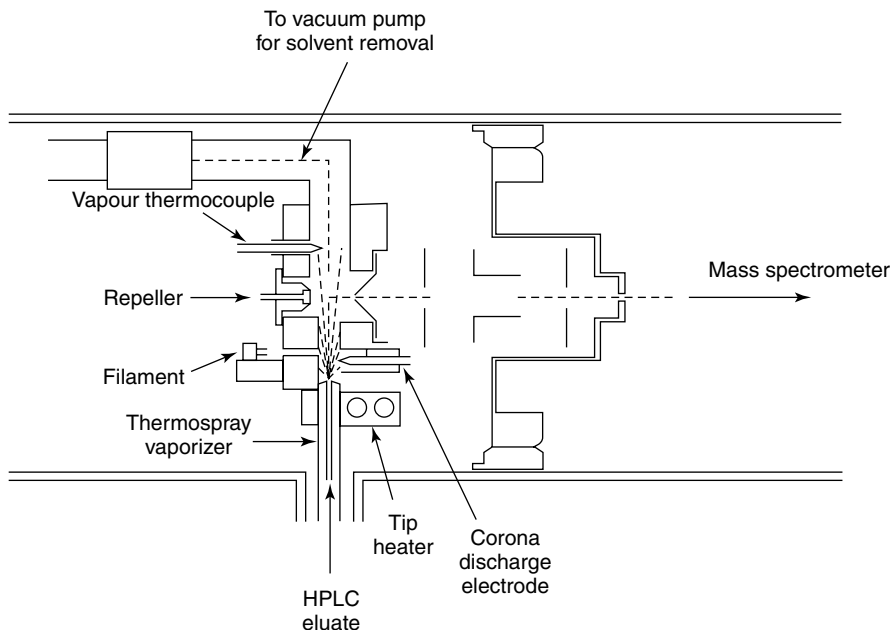 To vacuum pump
for solvent removal
Vapour thermocouple
Mass spectrometer
Repeller
Filament
Thermospray
vaporizer
Tip
heater
Corona
discharge
electrode
HPLC
eluate